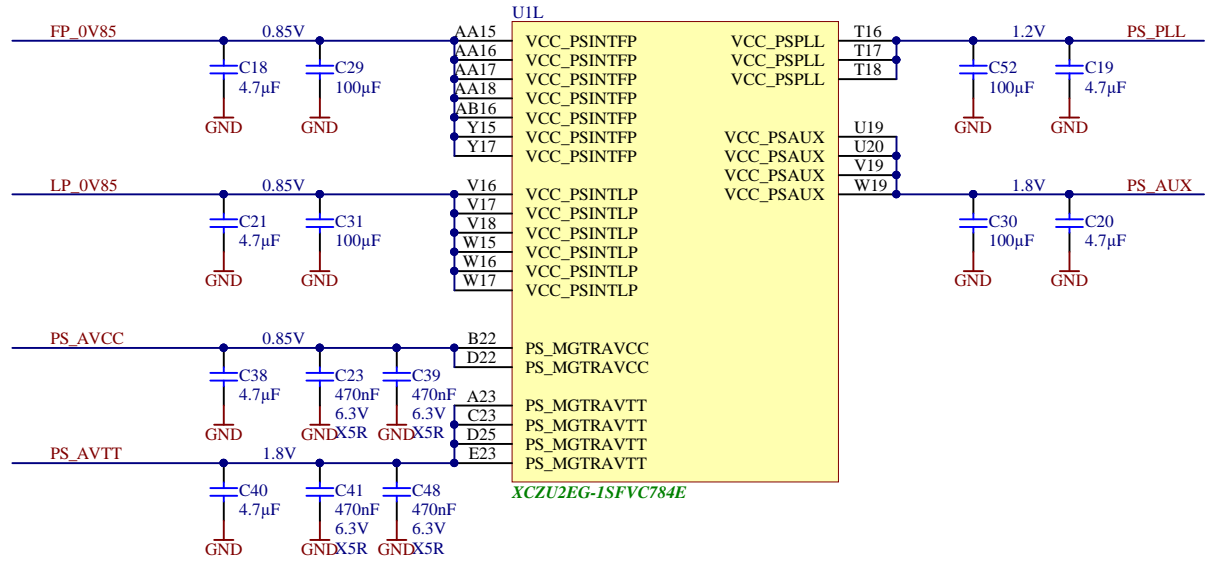 U1L
FP_0V85 0.85V AA15 VCC_PSINTFP VCC_PSPLL T16 1.2V PS_PLL
AA16 VCC_PSINTFP VCC_PSPLL T17
C18 C29 AA17 VCC_PSINTFP VCC_PSPLL T18 C52 C19
4.7µF 100µF AA18 VCC_PSINTFP 100µF 4.7µF
AB16 VCC_PSINTFP
GND GND Y15 VCC_PSINTFP VCC_PSAUX U19 GND GND
Y17 VCC_PSINTFP VCC_PSAUX U20
VCC_PSAUX V19
LP_0V85 0.85V V16 VCC_PSINTLP VCC_PSAUX W19 1.8V PS_AUX
V17 VCC_PSINTLP
C21 C31 V18 VCC_PSINTLP C30 C20
4.7µF 100µF W15 VCC_PSINTLP 100µF 4.7µF
W16 VCC_PSINTLP
GND GND W17 VCC_PSINTLP GND GND
PS_AVCC 0.85V B22 PS_MGTRAVCC
D22 PS_MGTRAVCC
C38 C23 C39
4.7µF 470nF 470nF
A23 PS_MGTRAVTT
6.3V 6.3V C23 PS_MGTRAVTT
GND GND X5R GND X5R D25 PS_MGTRAVTT
PS_AVTT 1.8V E23 PS_MGTRAVTT
C40 C41 C48 XCZU2EG-1SFVC784E
4.7µF 470nF 470nF
6.3V 6.3V
GND GND X5R GND X5R